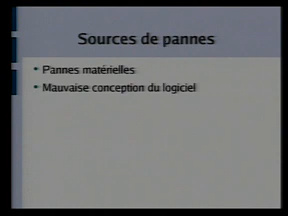 Sources de pannes
Pannes matérielles
Mauvaise conception du logiciel